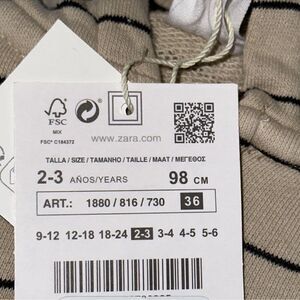 FSC
MIX
FSC® C184372
www.zara.com
TALLA / SIZE / TAMANHO / TAILLE / MAAT / ΜΕΓΕΘΟΣ
2-3 AÑOS/YEARS 98 CM
ART.: 1880 / 816 / 730 36
9-12 12-18 18-24 2-3 3-4 4-5 5-6